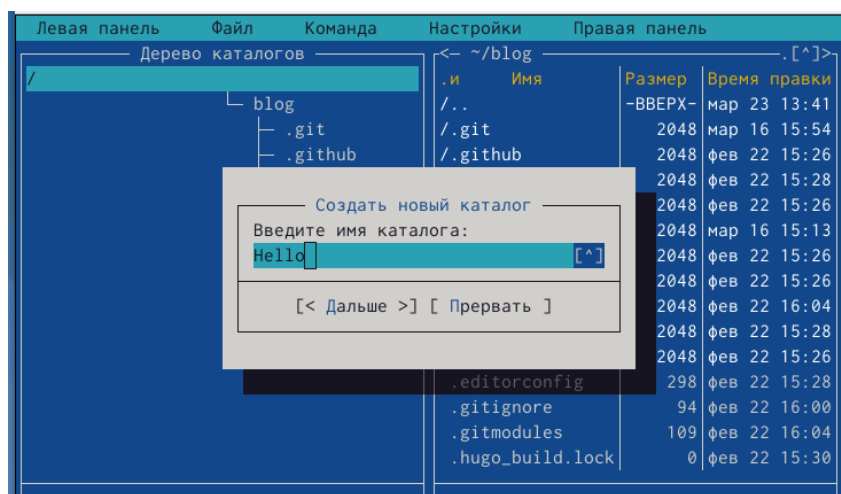 Левая панель Файл Команда Настройки Правая панель
Дерево каталогов
/
blog
.git
.github
<— ~/blog .[^]>
.и Имя Размер Время правки
/.. -ВВЕРХ- мар 23 13:41
/.git 2048 мар 16 15:54
/.github 2048 фев 22 15:26
2048 фев 22 15:28
2048 фев 22 15:26
2048 мар 16 15:13
2048 фев 22 15:26
2048 фев 22 15:26
2048 фев 22 16:04
2048 фев 22 15:28
2048 фев 22 15:26
.editorconfig 298 фев 22 15:28
.gitignore 94 фев 22 16:00
.gitmodules 109 фев 22 16:04
.hugo_build.lock 0 фев 22 15:30
Создать новый каталог
Введите имя каталога:
Hello [^]
[< Дальше >] [ Прервать ]